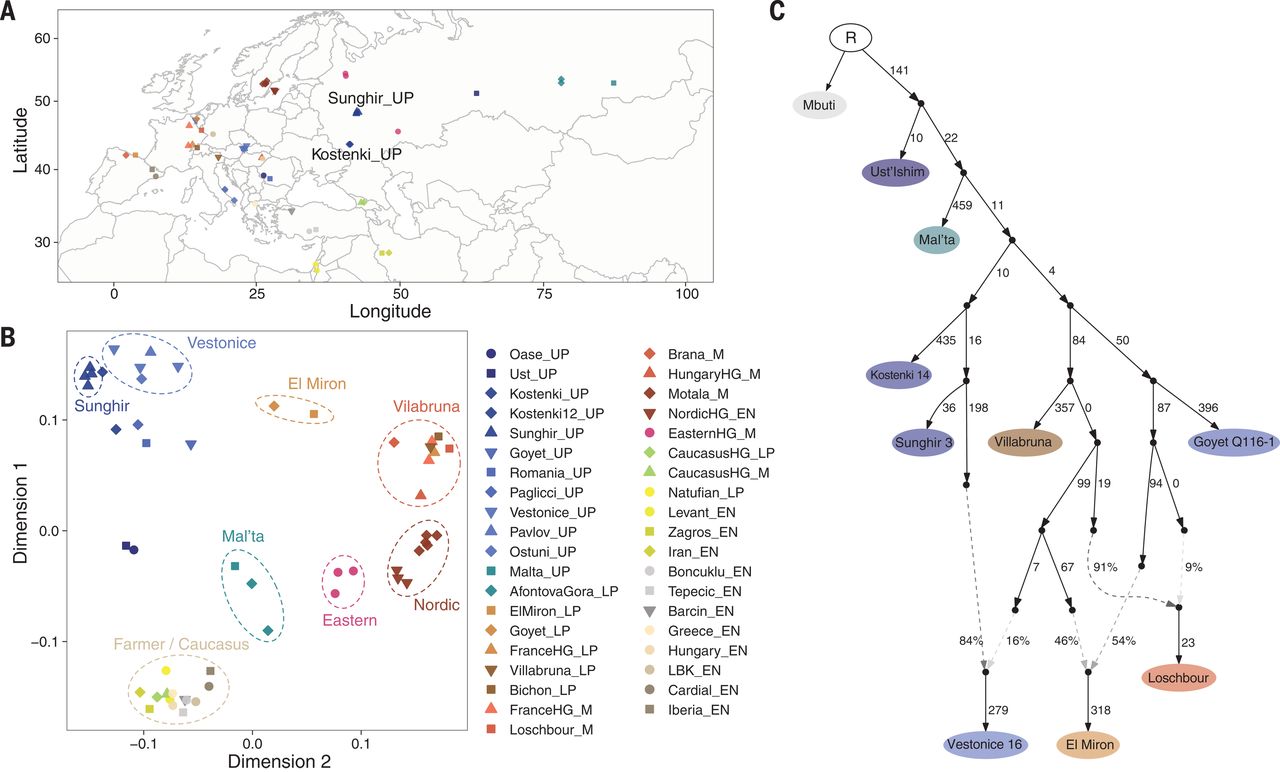 A
60
50
40
30
Latitude
Sunghir_UP
Kostenki_UP
0
25
50
75
100
Longitude
B
Vestonice
Sunghir
El Miron
Vilabruna
Mal'ta
Eastern
Nordic
Farmer / Caucasus
0.1
0.0
−0.1
Dimension 1
−0.1
0.0
0.1
Dimension 2
Oase_UP
Ust_UP
Kostenki_UP
Kostenki12_UP
Sunghir_UP
Goyet_UP
Romania_UP
Paglicci_UP
Vestonice_UP
Pavlov_UP
Ostuni_UP
Malta_UP
AfontovaGora_LP
ElMiron_LP
Goyet_LP
FranceHG_LP
Villabruna_LP
Bichon_LP
FranceHG_M
Loschbour_M
Brana_M
HungaryHG_M
Motala_M
NordicHG_EN
EasternHG_M
CaucasusHG_LP
CaucasusHG_M
Natufian_LP
Levant_EN
Zagros_EN
Iran_EN
Boncuklu_EN
Tepecic_EN
Barcin_EN
Greece_EN
Hungary_EN
LBK_EN
Cardial_EN
Iberia_EN
C
R
141
Mbuti
10
22
Ust'Ishim
459
11
Mal'ta
10
4
435
16
84
50
Kostenki 14
36
198
357
0
87
396
Sunghir 3
Villabruna
Goyet Q116-1
99
19
94
0
7
67
91%
9%
84%
16%
46%
54%
23
Loschbour
279
318
Vestonice 16
El Miron